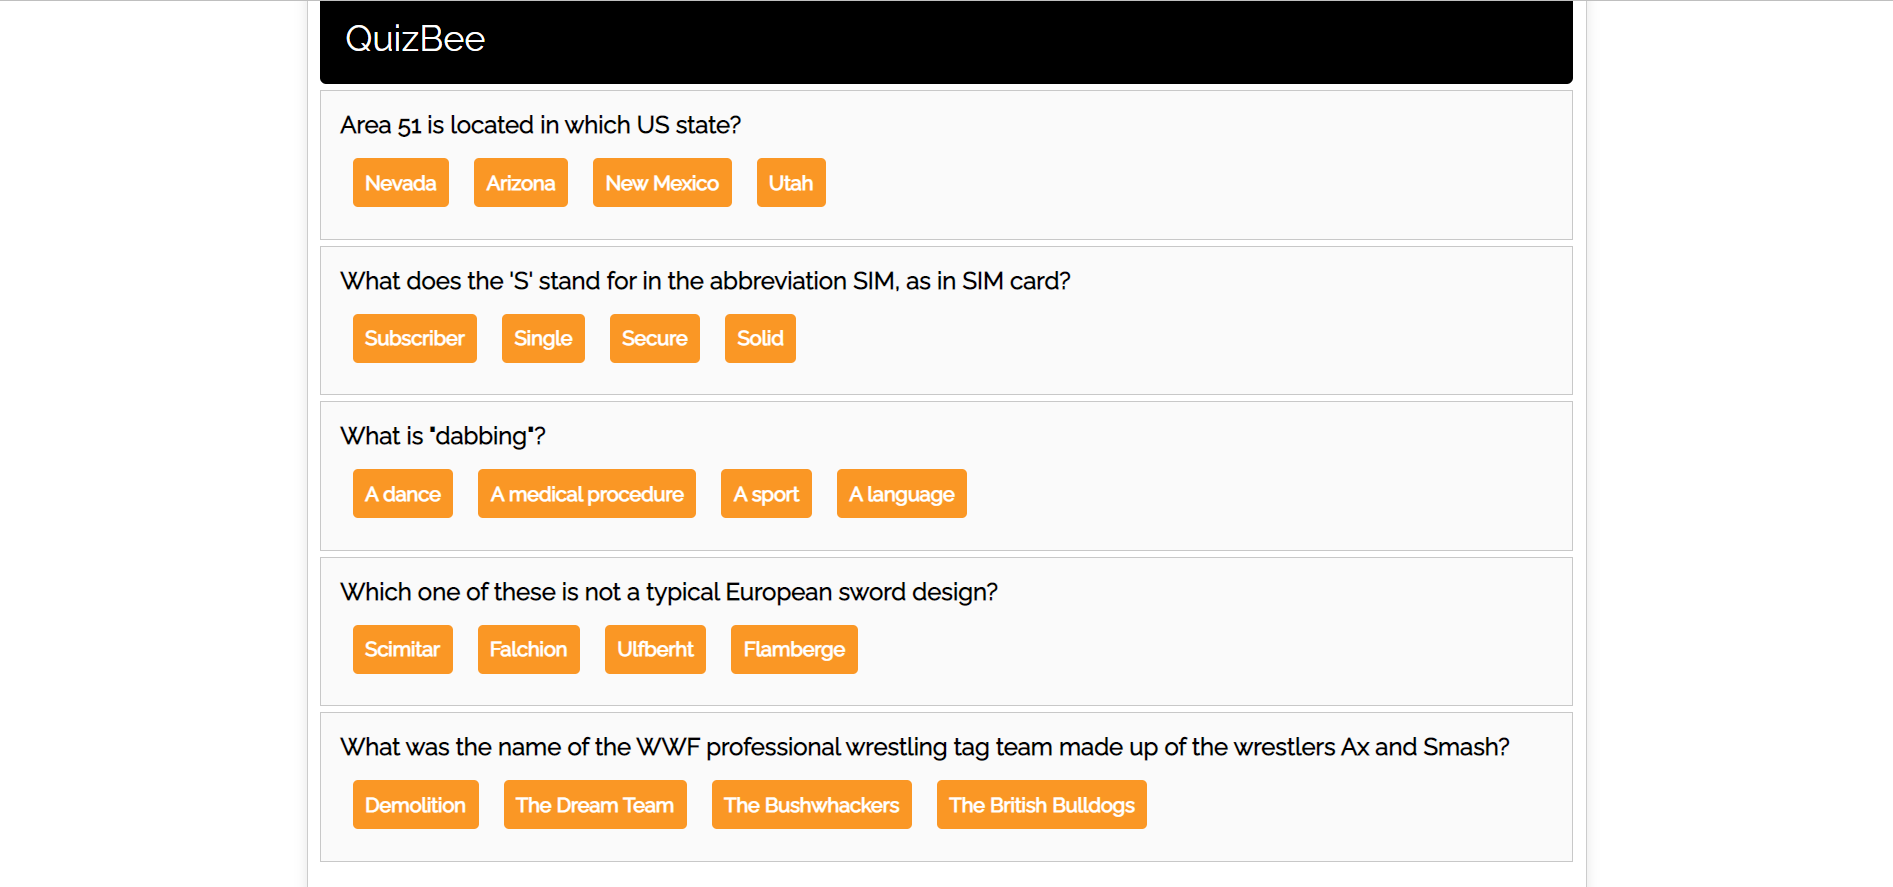 QuizBee
Area 51 is located in which US state?
Nevada Arizona New Mexico Utah
What does the 'S' stand for in the abbreviation SIM, as in SIM card?
Subscriber Single Secure Solid
What is "dabbing"?
A dance A medical procedure A sport A language
Which one of these is not a typical European sword design?
Scimitar Falchion Ulfberht Flamberge
What was the name of the WWF professional wrestling tag team made up of the wrestlers Ax and Smash?
Demolition The Dream Team The Bushwhackers The British Bulldogs